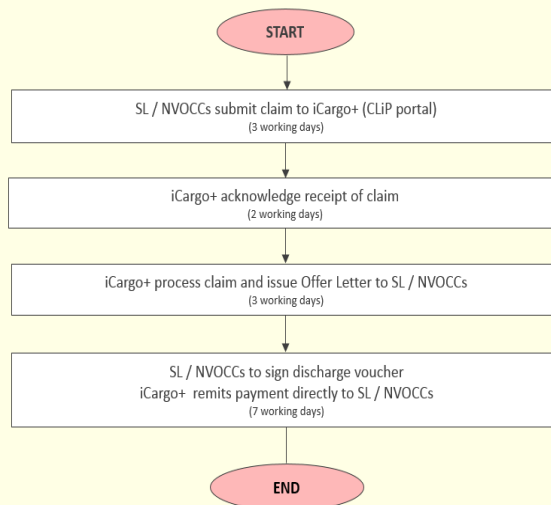 START
SL / NVOCCs submit claim to iCargo+ (CLiP portal)
(3 working days)
iCargo+ acknowledge receipt of claim
(2 working days)
iCargo+ process claim and issue Offer Letter to SL / NVOCCs
(3 working days)
SL / NVOCCs to sign discharge voucher
iCargo+ remits payment directly to SL / NVOCCs
(7 working days)
END